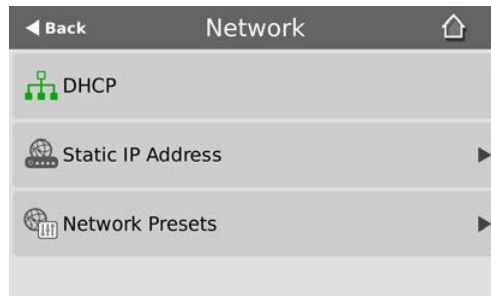 Back
Network
DHCP
Static IP Address
Network Presets